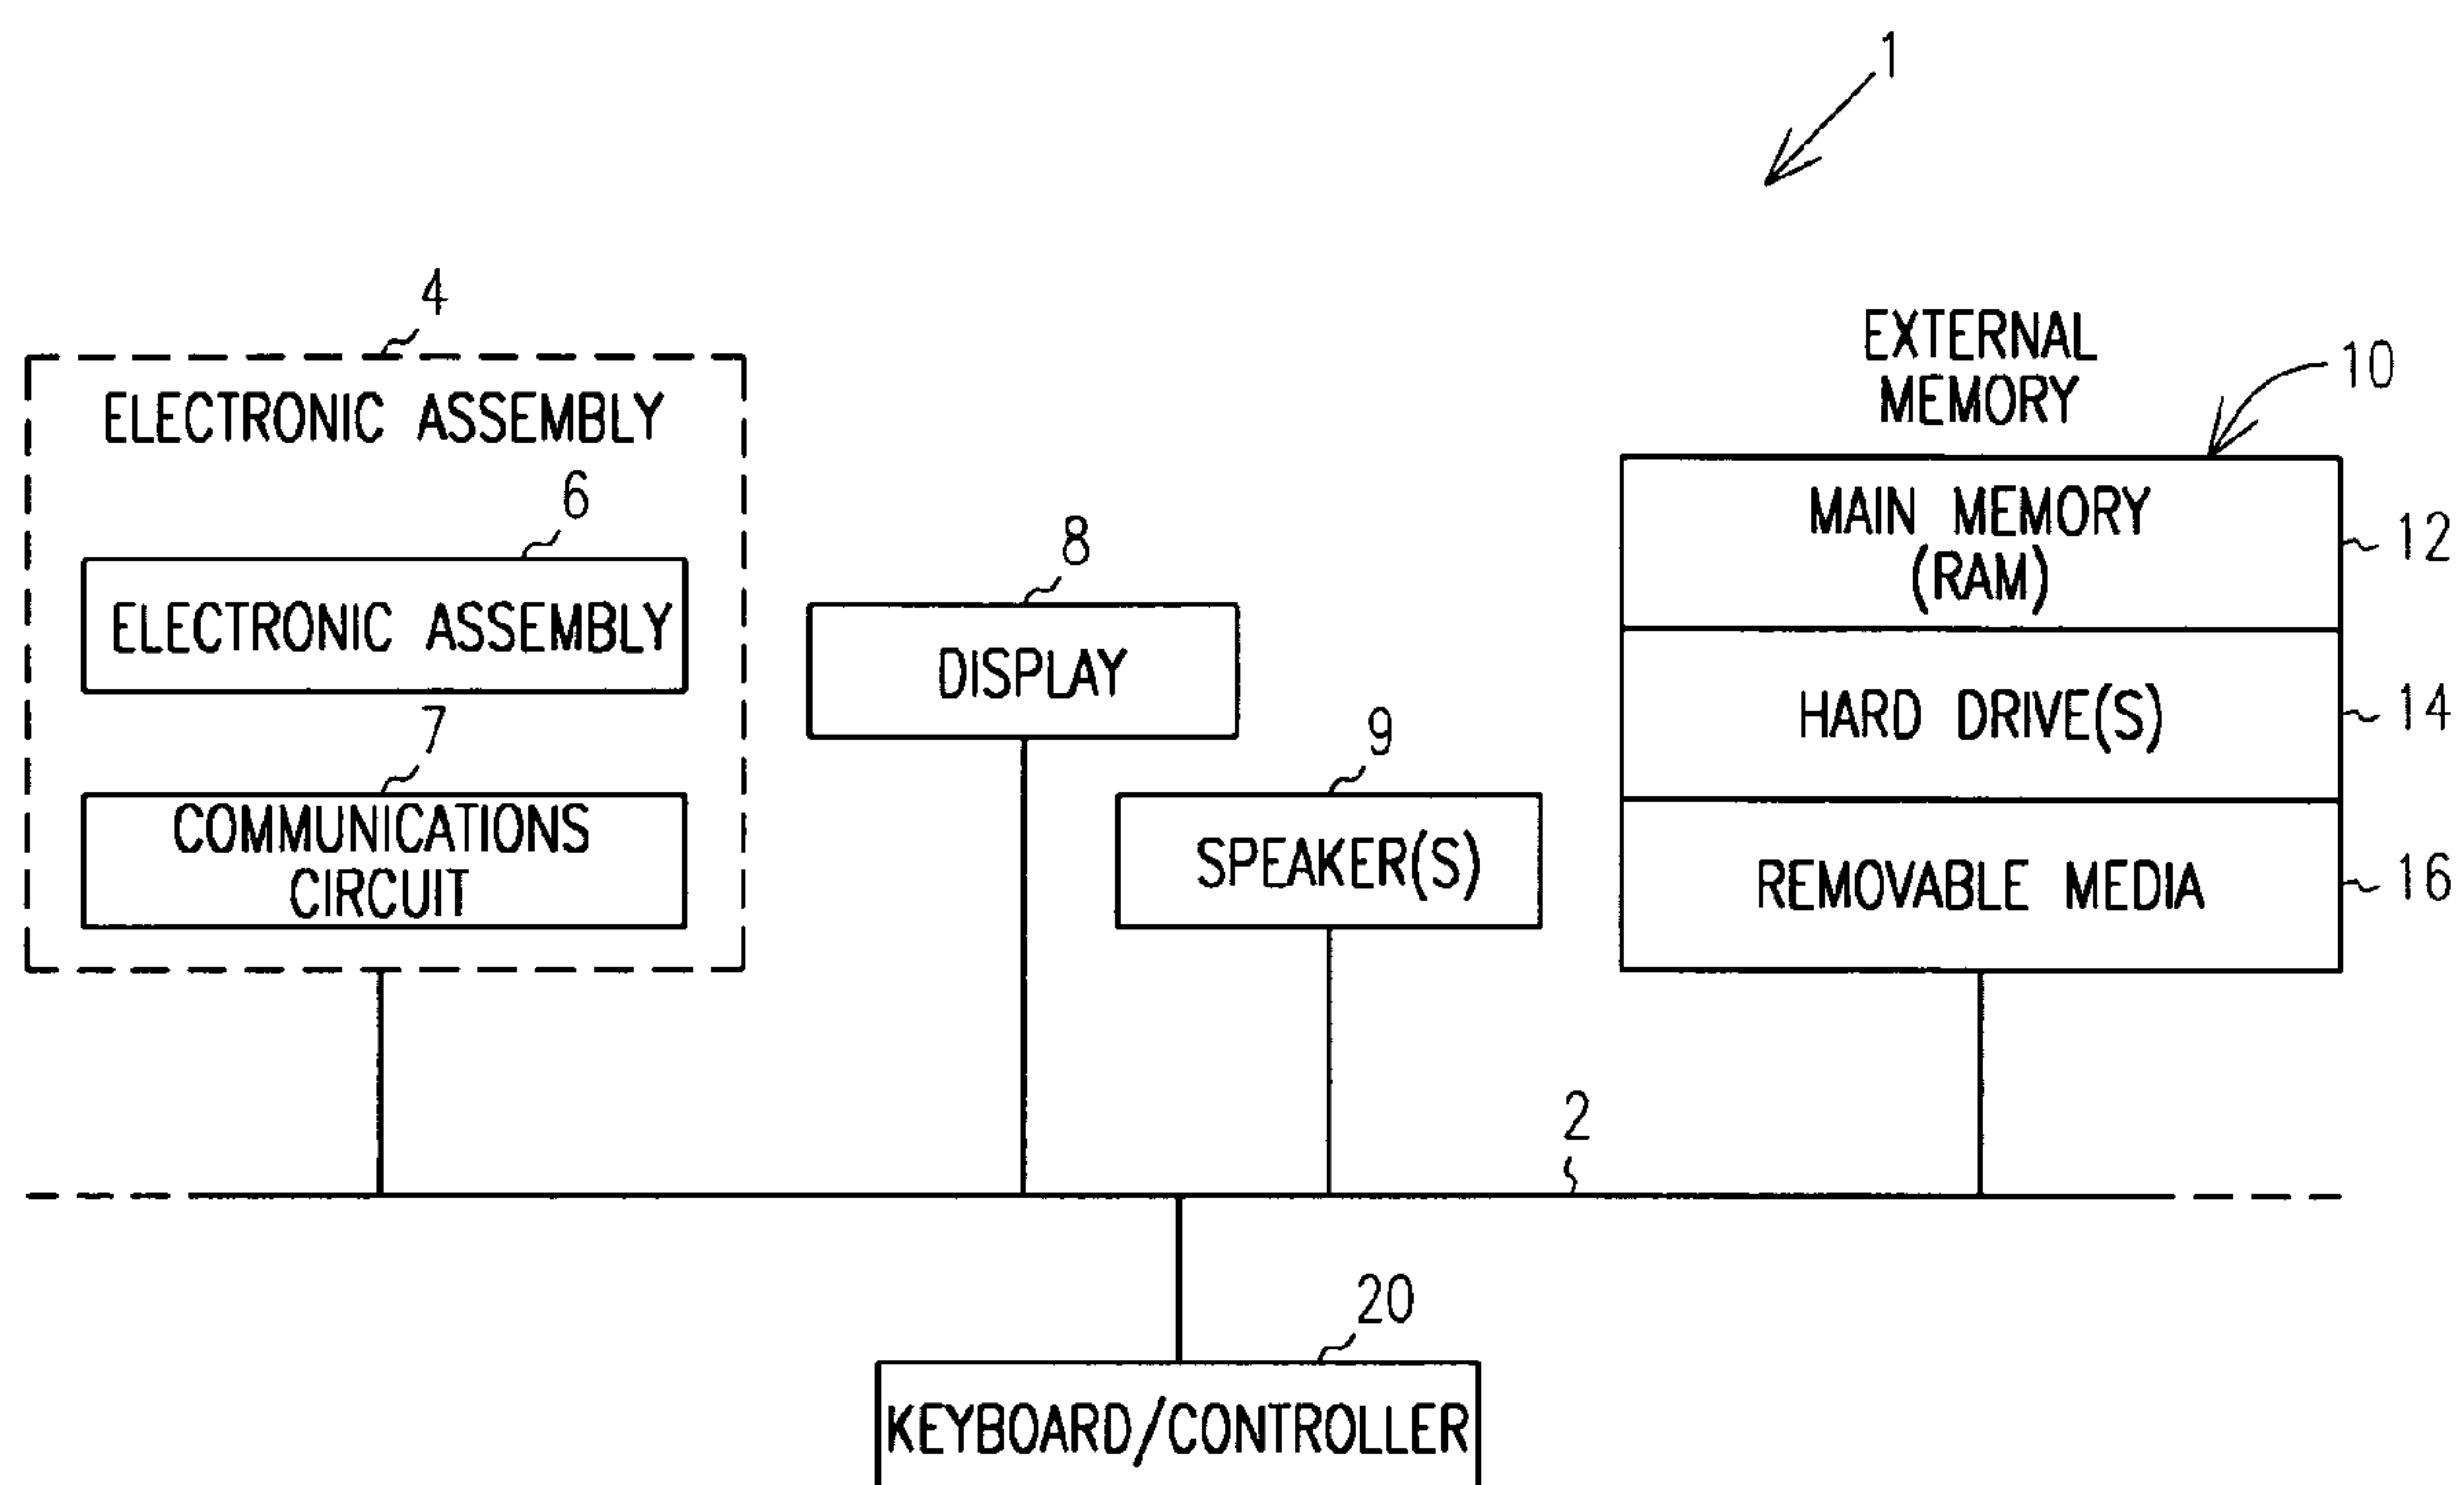 1
4
ELECTRONIC ASSEMBLY
6
ELECTRONIC ASSEMBLY
7
COMMUNICATIONS
CIRCUIT
8
DISPLAY
9
SPEAKER(S)
EXTERNAL
MEMORY
10
MAIN MEMORY
(RAM)
12
HARD DRIVE(S)
14
REMOVABLE MEDIA
16
2
20
KEYBOARD/CONTROLLER